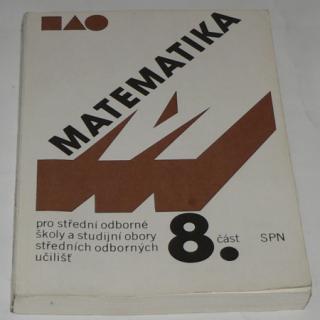 MATEMATIKA
pro střední odborné
školy a studijní obory
středních odborných
učilišť
8. část SPN